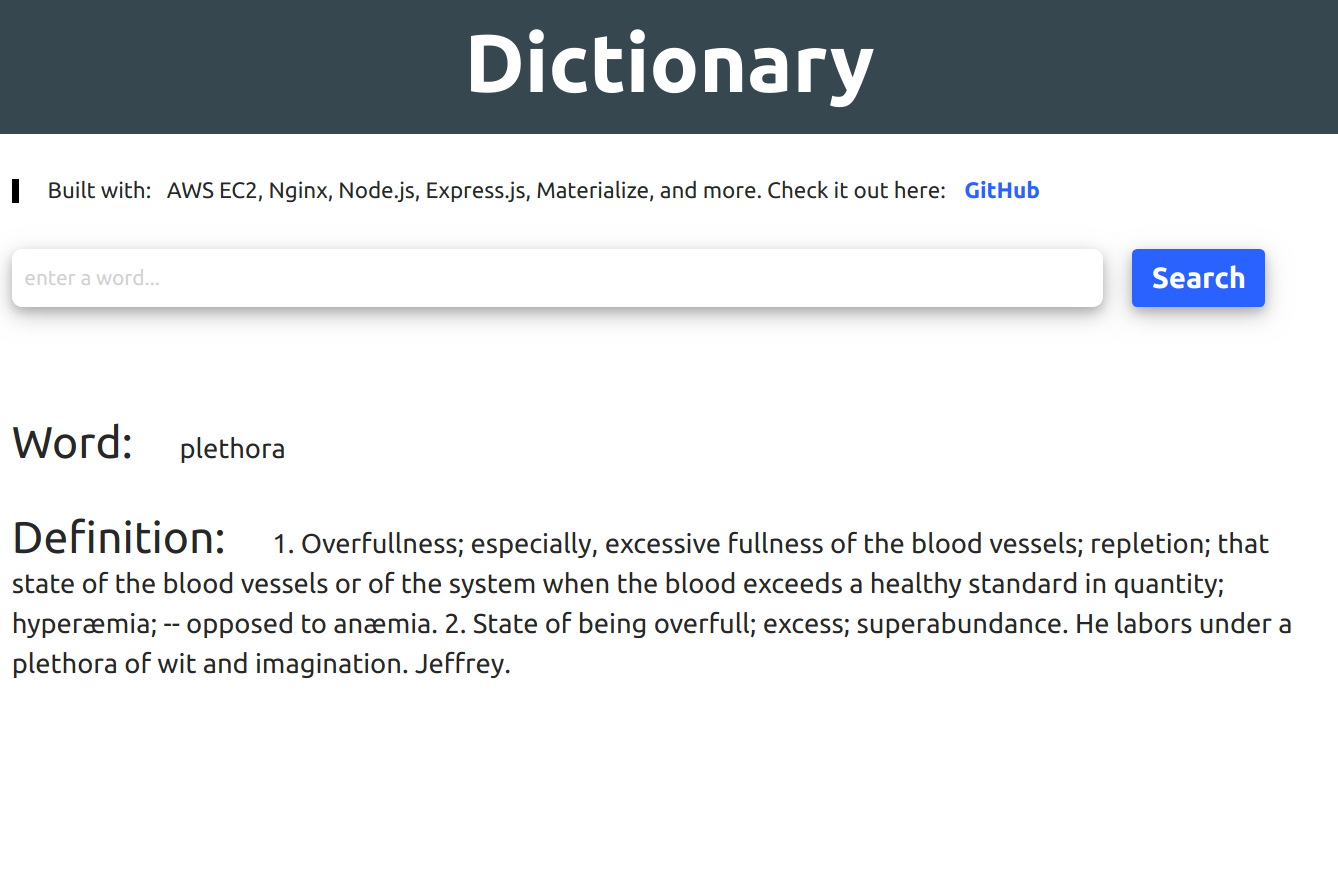 Dictionary
Built with: AWS EC2, Nginx, Node.js, Express.js, Materialize, and more. Check it out here: GitHub
enter a word... Search
Word: plethora
Definition: 1. Overfullness; especially, excessive fullness of the blood vessels; repletion; that
state of the blood vessels or of the system when the blood exceeds a healthy standard in quantity;
hyperæmia; -- opposed to anæmia. 2. State of being overfull; excess; superabundance. He labors under a
plethora of wit and imagination. Jeffrey.